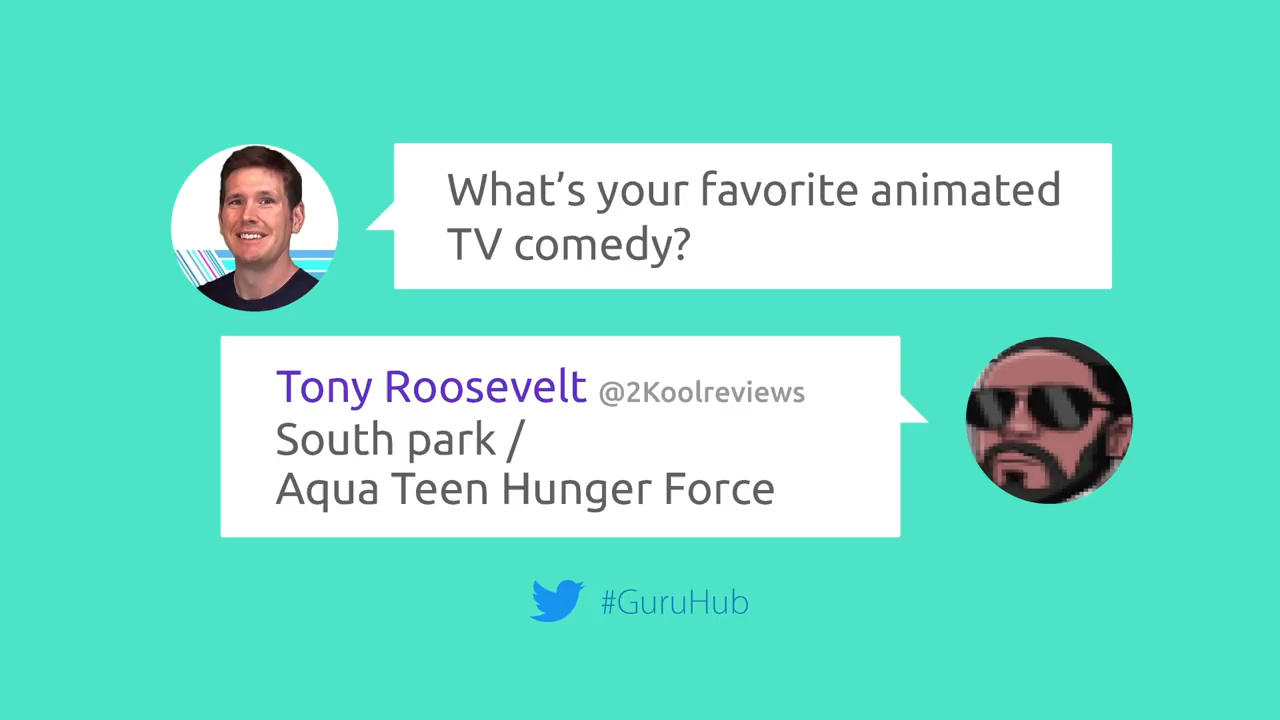 What’s your favorite animated
TV comedy?
Tony Roosevelt @2Koolreviews
South park /
Aqua Teen Hunger Force
#GuruHub